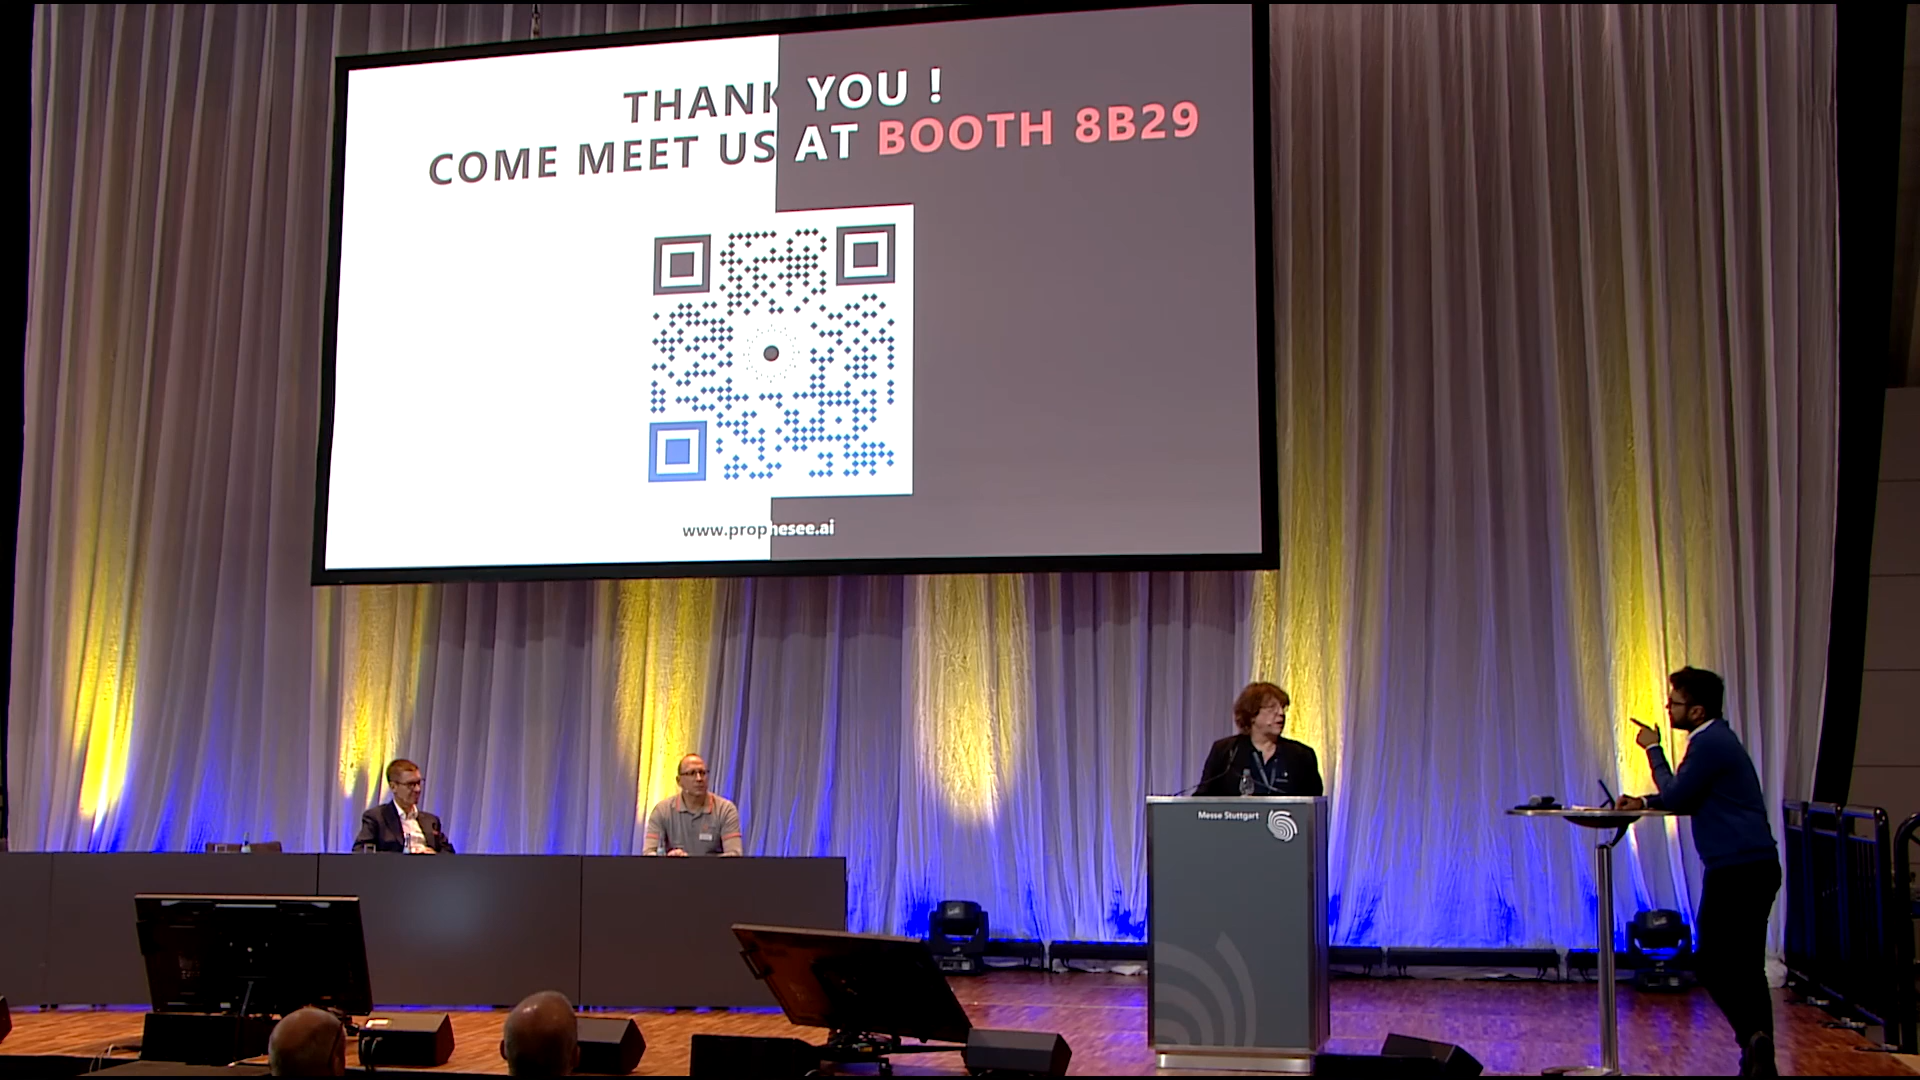 THANK YOU !
COME MEET US AT BOOTH 8B29
www.prophesee.ai
Messe Stuttgart